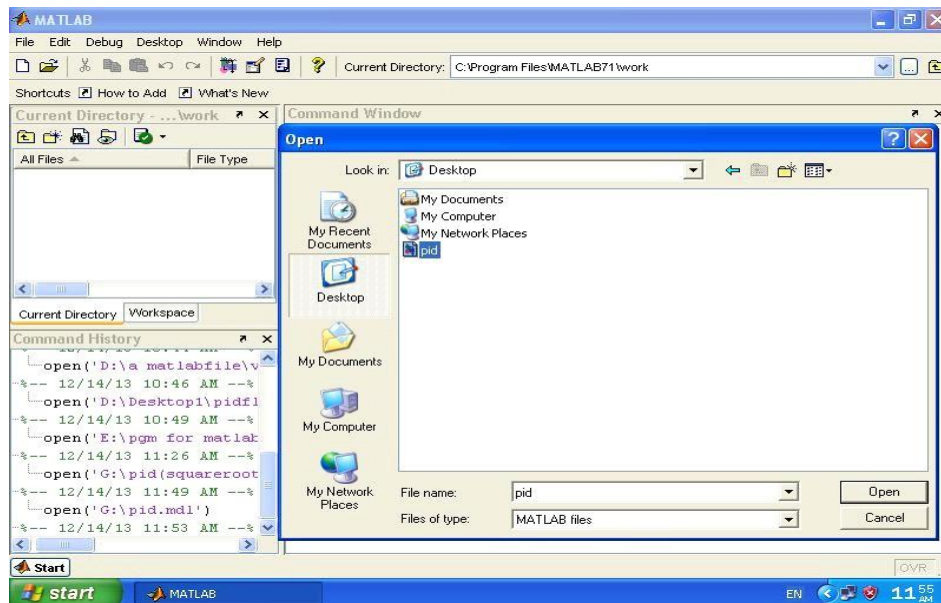 MATLAB
File Edit Debug Desktop Window Help
Current Directory: C:\Program Files\MATLAB71\work
Shortcuts How to Add What's New
Current Directory - ...\work
All Files File Type
Current Directory Workspace
Command History
open('D:\a matlabfile\v
%-- 12/14/13 10:46 AM --%
open('D:\Desktop1\pidfl
%-- 12/14/13 10:49 AM --%
open('E:\pgm for matlab
%-- 12/14/13 11:26 AM --%
open('G:\pid(squareroot
%-- 12/14/13 11:49 AM --%
open('G:\pid.mdl')
%-- 12/14/13 11:53 AM --%
Command Window
Open
Look in: Desktop
My Recent Documents
Desktop
My Documents
My Computer
My Network Places
My Documents
My Computer
My Network Places
pid
File name: pid Open
Files of type: MATLAB files Cancel
Start
OVR
start MATLAB EN 11 55 AM